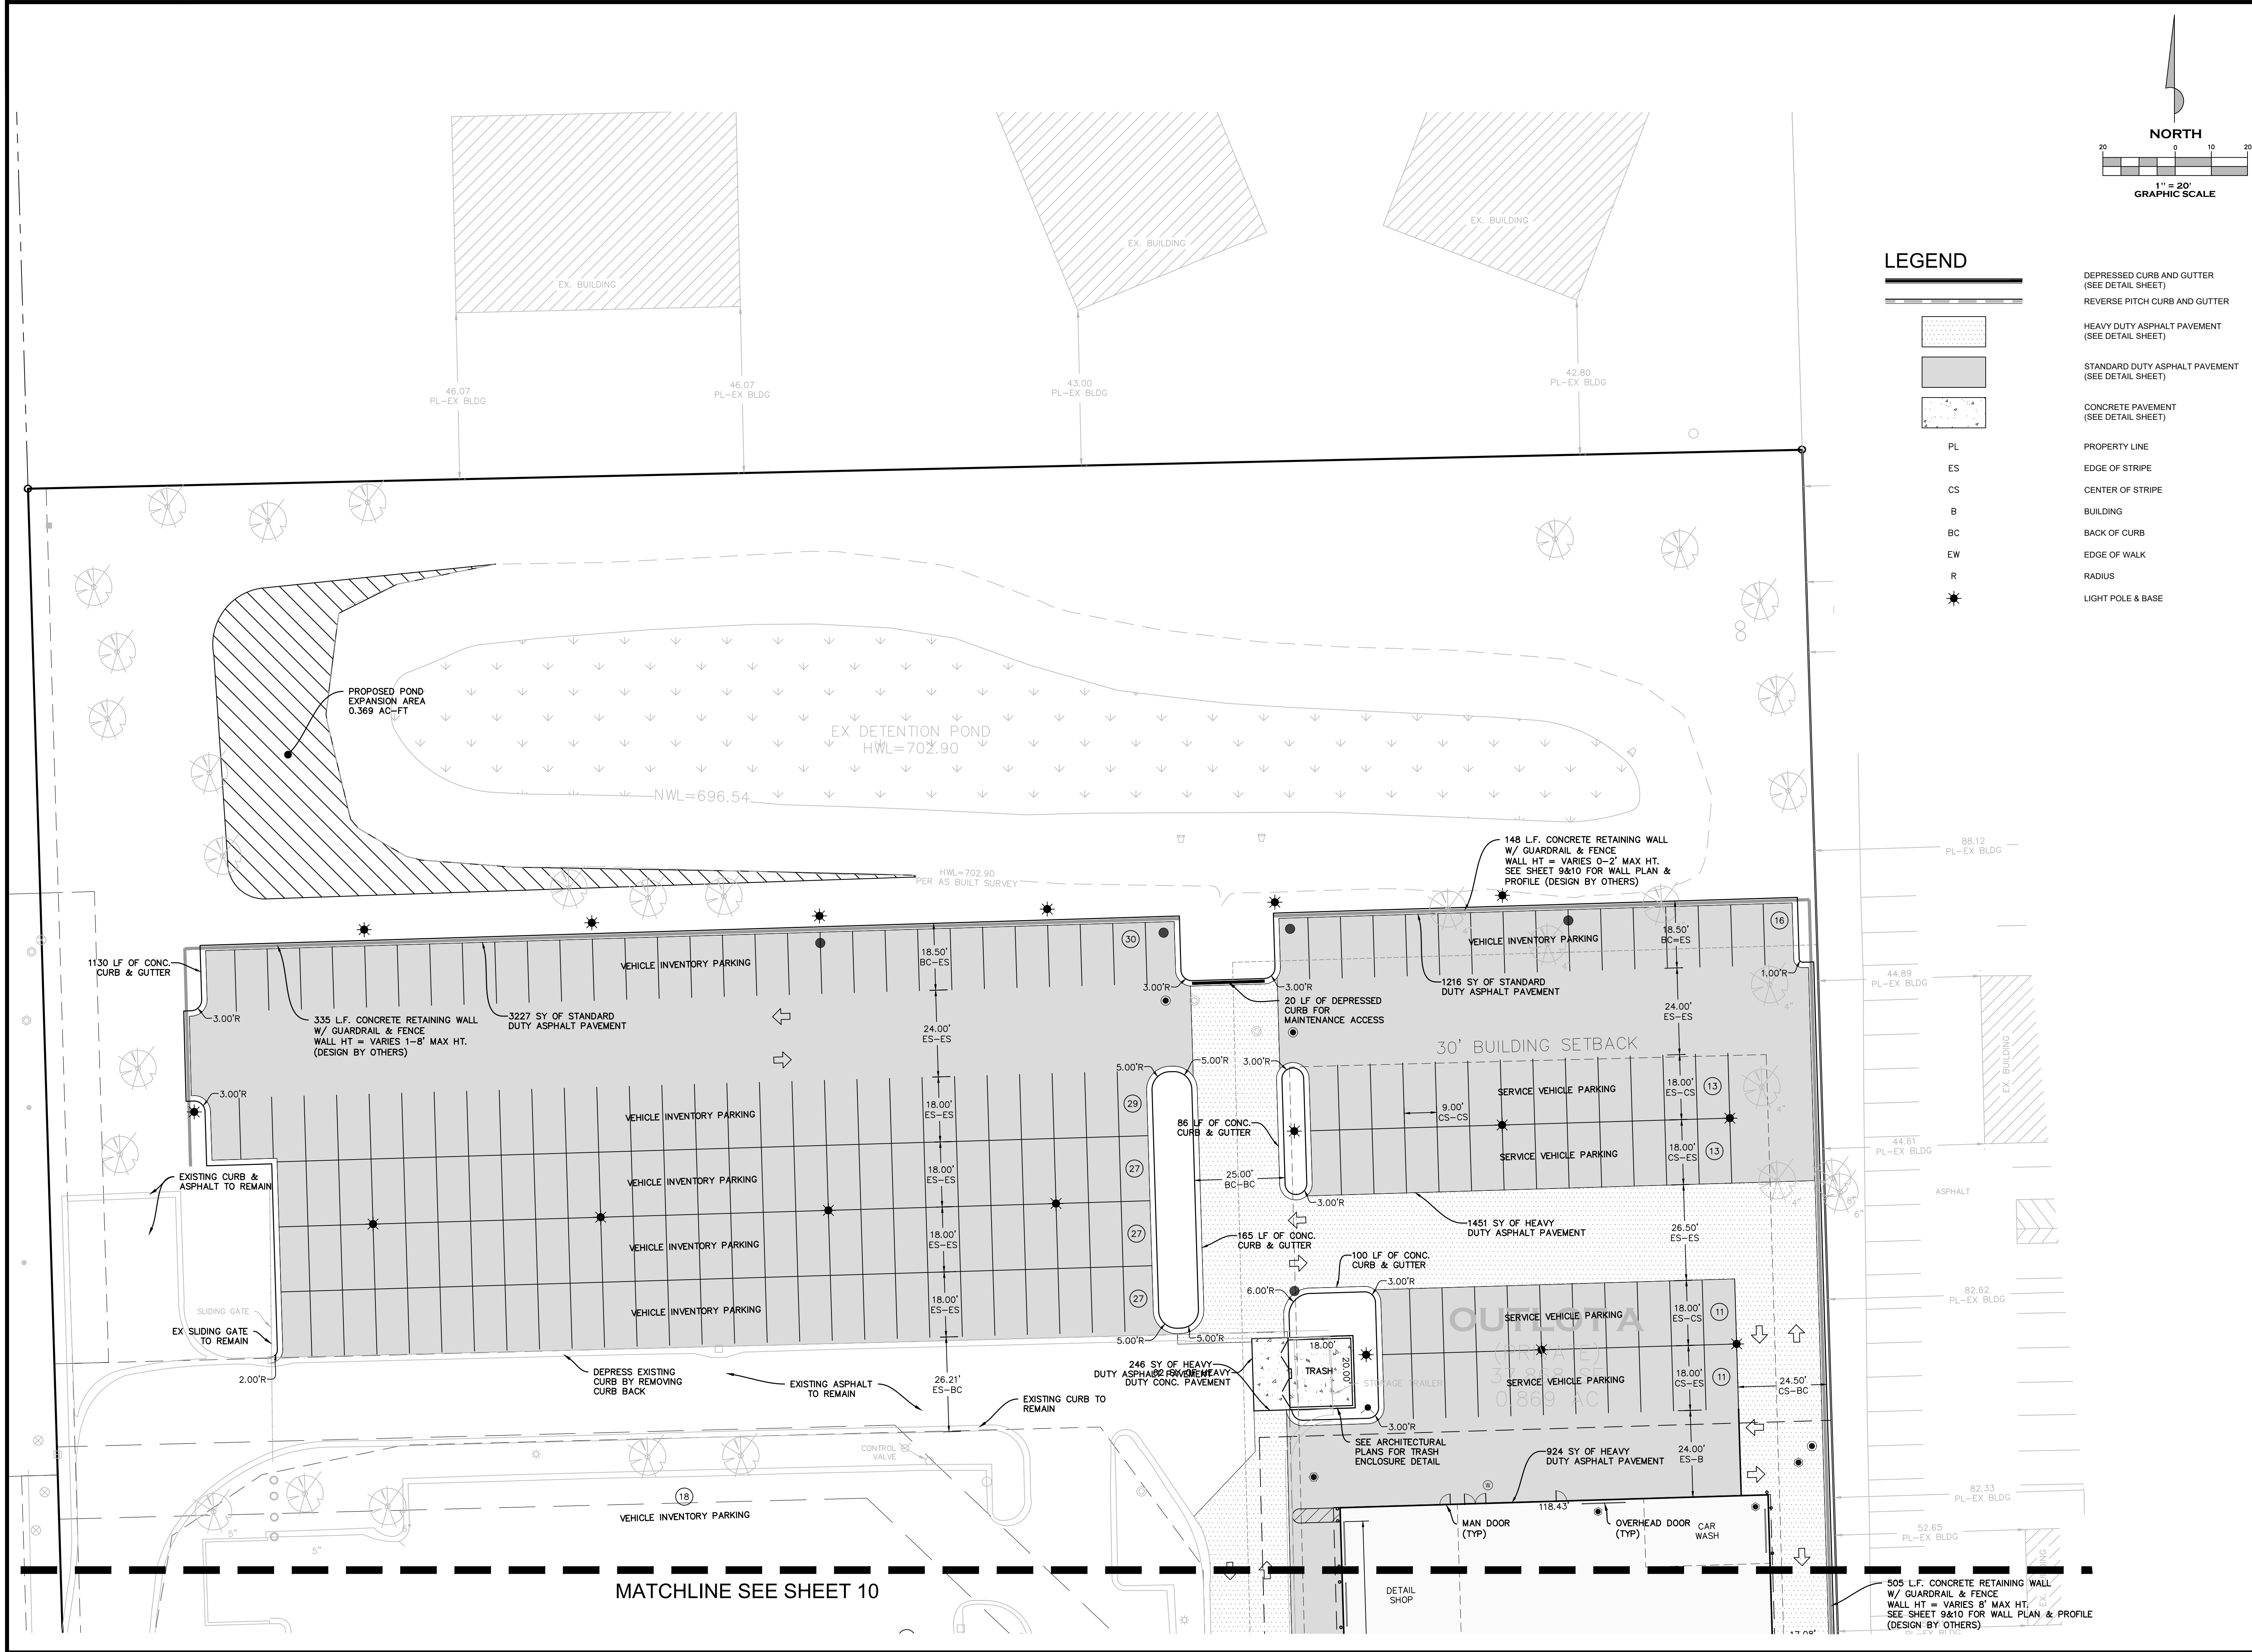 NORTH
20 0 10 20
1" = 20'
GRAPHIC SCALE
LEGEND
DEPRESSED CURB AND GUTTER
(SEE DETAIL SHEET)
REVERSE PITCH CURB AND GUTTER
HEAVY DUTY ASPHALT PAVEMENT
(SEE DETAIL SHEET)
STANDARD DUTY ASPHALT PAVEMENT
(SEE DETAIL SHEET)
CONCRETE PAVEMENT
(SEE DETAIL SHEET)
PL PROPERTY LINE
ES EDGE OF STRIPE
CS CENTER OF STRIPE
B BUILDING
BC BACK OF CURB
EW EDGE OF WALK
R RADIUS
LIGHT POLE & BASE
EX. BUILDING
EX. BUILDING
EX. BUILDING
46.07
PL-EX BLDG
46.07
PL-EX BLDG
43.00
PL-EX BLDG
42.80
PL-EX BLDG
PROPOSED POND
EXPANSION AREA
0.369 AC-FT
EX DETENTION POND
HWL=702.90
NWL=696.54
HWL=702.90
PER AS BUILT SURVEY
148 L.F. CONCRETE RETAINING WALL
W/ GUARDRAIL & FENCE
WALL HT = VARIES 0-2' MAX HT.
SEE SHEET 9&10 FOR WALL PLAN &
PROFILE (DESIGN BY OTHERS)
88.12
PL-EX BLDG
1130 LF OF CONC.
CURB & GUTTER
VEHICLE INVENTORY PARKING
18.50'
BC-ES
30
VEHICLE INVENTORY PARKING
18.50'
BC=ES
16
4"
4"
1.00'R
44.89
PL-EX BLDG
3.00'R
3.00'R
3.00'R
335 L.F. CONCRETE RETAINING WALL
W/ GUARDRAIL & FENCE
WALL HT = VARIES 1-8' MAX HT.
(DESIGN BY OTHERS)
3227 SY OF STANDARD
DUTY ASPHALT PAVEMENT
24.00'
ES-ES
20 LF OF DEPRESSED
CURB FOR
MAINTENANCE ACCESS
1216 SY OF STANDARD
DUTY ASPHALT PAVEMENT
24.00'
ES-ES
4"
30' BUILDING SETBACK
EX. BUILDING
3.00'R
5.00'R
5.00'R
3.00'R
VEHICLE INVENTORY PARKING
18.00'
ES-ES
29
SERVICE VEHICLE PARKING
18.00'
ES-CS
13
4"
9.00'
CS-CS
86 LF OF CONC.
CURB & GUTTER
SERVICE VEHICLE PARKING
18.00'
CS-ES
13
44.61
PL-EX BLDG
EXISTING CURB &
ASPHALT TO REMAIN
VEHICLE INVENTORY PARKING
18.00'
ES-ES
27
25.00'
BC-BC
3.00'R
4"
8"
6"
ASPHALT
VEHICLE INVENTORY PARKING
18.00'
ES-ES
27
165 LF OF CONC.
CURB & GUTTER
1451 SY OF HEAVY
DUTY ASPHALT PAVEMENT
26.50'
ES-ES
100 LF OF CONC.
CURB & GUTTER
3.00'R
6.00'R
82.62
PL-EX BLDG
SLIDING GATE
EX SLIDING GATE
TO REMAIN
VEHICLE INVENTORY PARKING
18.00'
ES-ES
27
5.00'R
5.00'R
OUTLOT A
(PRIVATE)
0.869 AC
SERVICE VEHICLE PARKING
18.00'
ES-CS
11
18.00'
20.00'
TRASH
STORAGE TRAILER
SERVICE VEHICLE PARKING
18.00'
CS-ES
11
24.50'
CS-BC
2.00'R
DEPRESS EXISTING
CURB BY REMOVING
CURB BACK
EXISTING ASPHALT
TO REMAIN
26.21'
ES-BC
EXISTING CURB TO
REMAIN
246 SY OF HEAVY
DUTY ASPHALT PAVEMENT
DUTY CONC. PAVEMENT
3.00'R
SEE ARCHITECTURAL
PLANS FOR TRASH
ENCLOSURE DETAIL
924 SY OF HEAVY
DUTY ASPHALT PAVEMENT
24.00'
ES-B
CONTROL
VALVE
18
VEHICLE INVENTORY PARKING
5"
5"
6"
W
118.43'
MAN DOOR
(TYP)
OVERHEAD DOOR
(TYP)
CAR
WASH
82.33
PL-EX BLDG
52.65
PL-EX BLDG
EX. BUILDING
MATCHLINE SEE SHEET 10
DETAIL
SHOP
505 L.F. CONCRETE RETAINING WALL
W/ GUARDRAIL & FENCE
WALL HT = VARIES 8' MAX HT.
SEE SHEET 9&10 FOR WALL PLAN & PROFILE
(DESIGN BY OTHERS)
PL-EX BLDG
17.08'